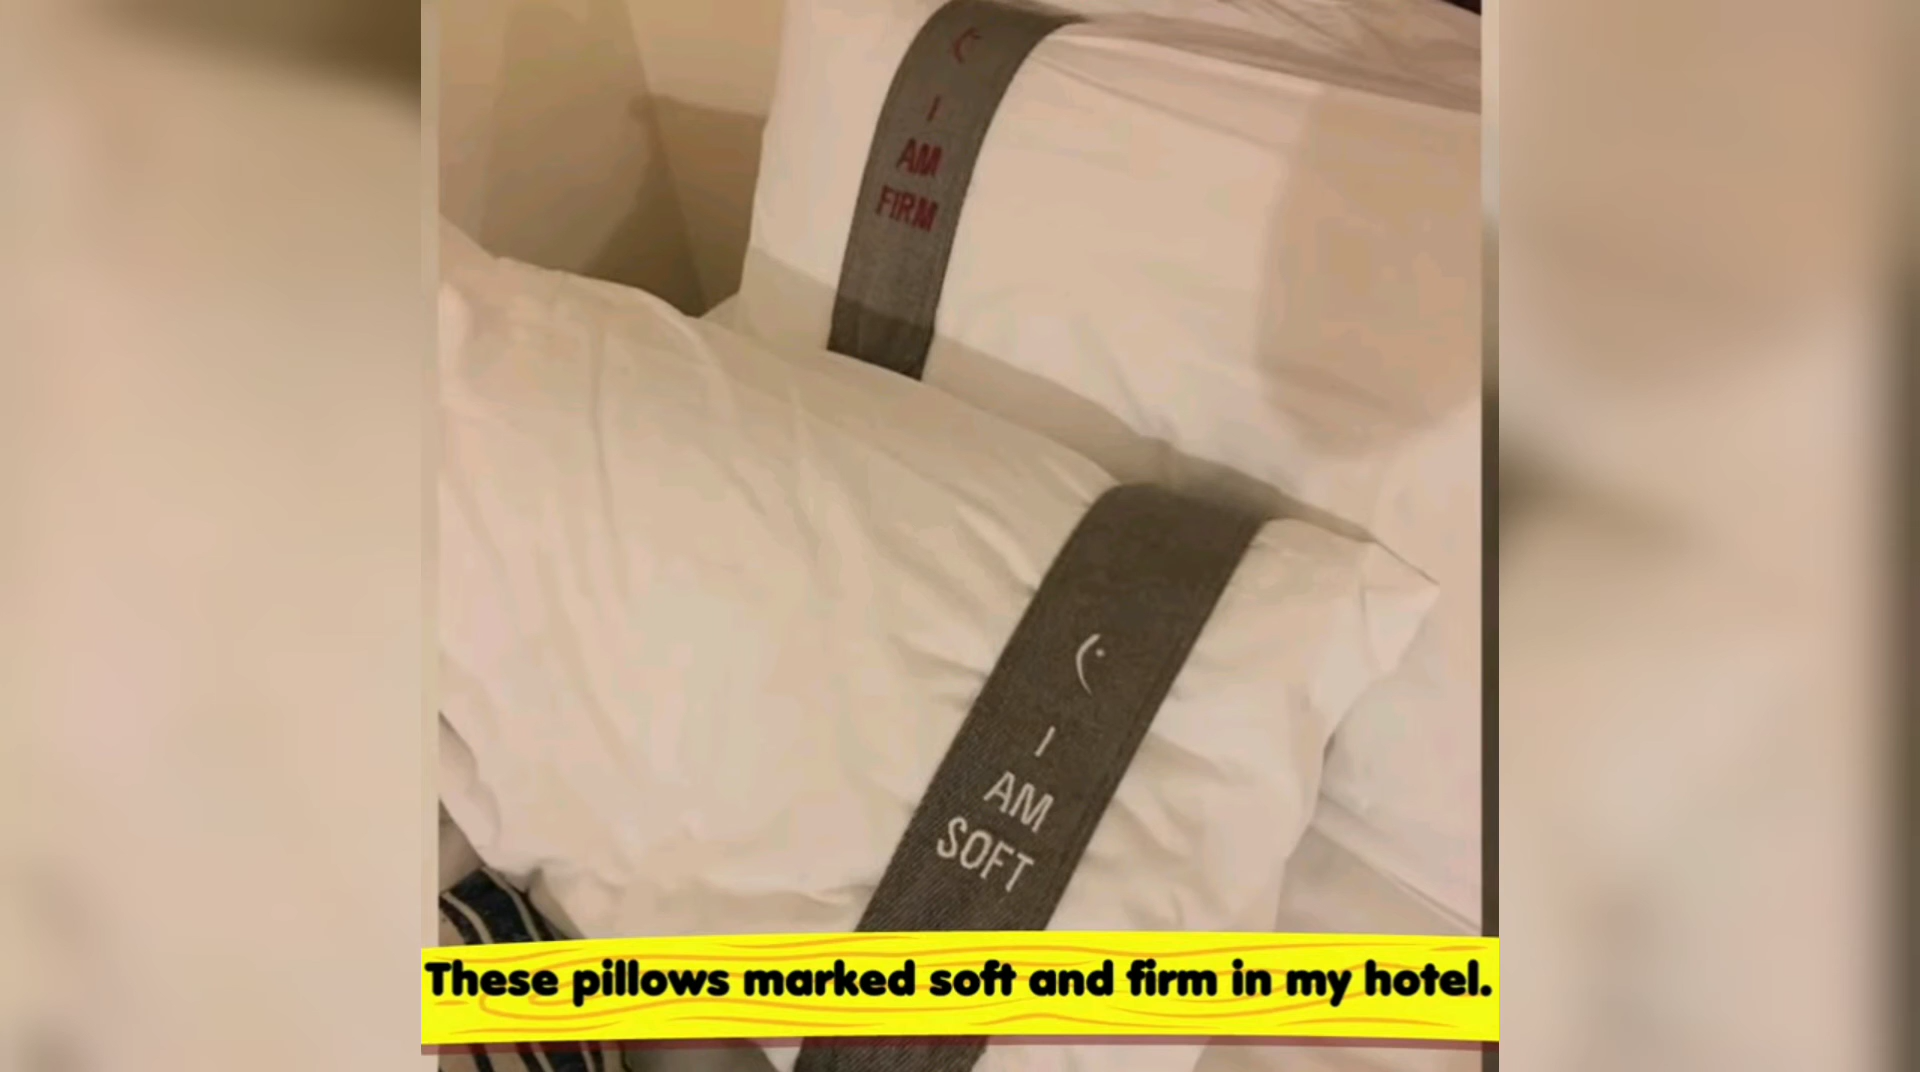 I
AM
FIRM
I
AM
SOFT
These pillows marked soft and firm in my hotel.